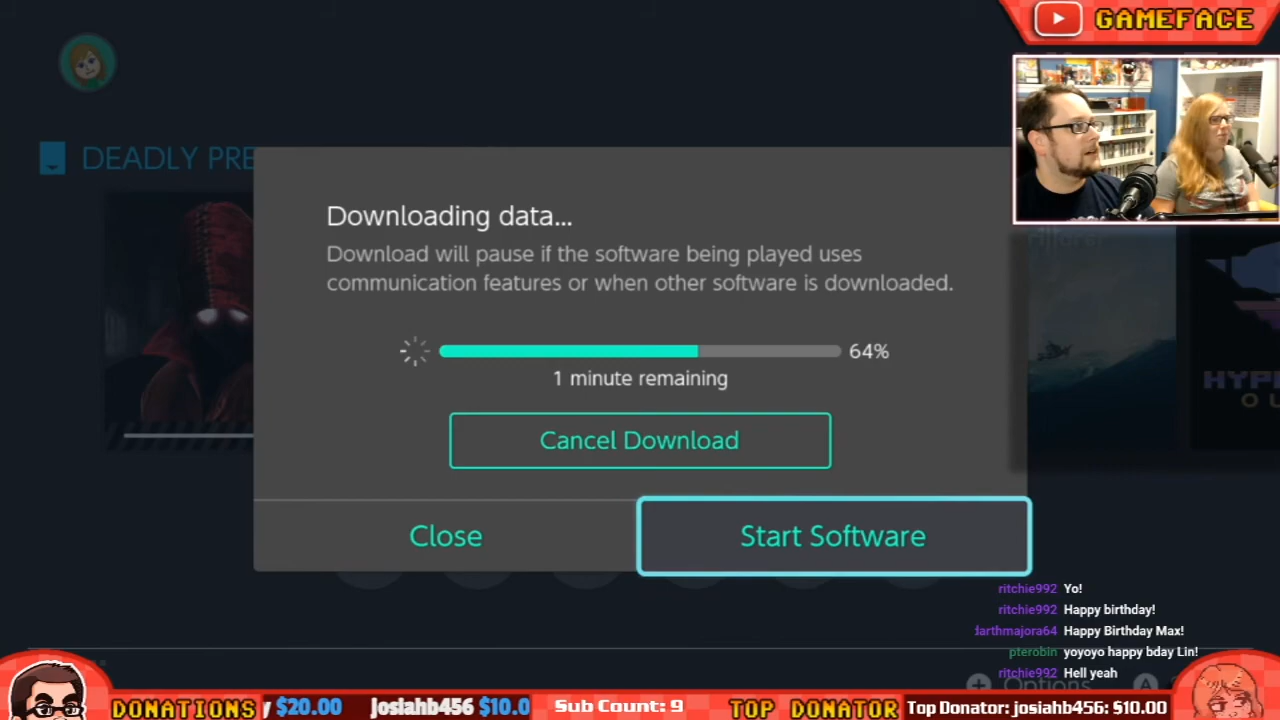 GAMEFACE
DEADLY PRE
Downloading data...
Download will pause if the software being played uses
communication features or when other software is downloaded.
64%
1 minute remaining
Cancel Download
Close
Start Software
HYP
OU
ritchie992 Yo!
ritchie992 Happy birthday!
darthmajora64 Happy Birthday Max!
pterobin yoyoyo happy bday Lin!
ritchie992 Hell yeah
Options
DONATIONS y $20.00 josiahb456 $10.0 Sub Count: 9 TOP DONATOR Top Donator: josiahb456: $10.00